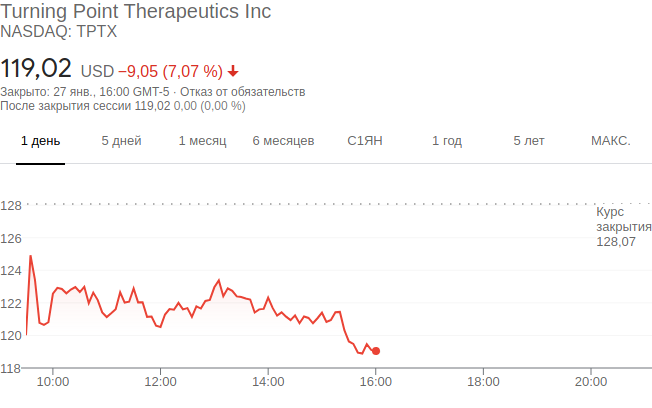 Turning Point Therapeutics Inc
NASDAQ: TPTX
119,02 USD −9,05 (7,07 %)
Закрыто: 27 янв., 16:00 GMT-5 · Отказ от обязательств
После закрытия сессии 119,02 0,00 (0,00 %)
1 день 5 дней 1 месяц 6 месяцев С1ЯН 1 год 5 лет МАКС.
128
Курс
закрытия
128,07
126
124
122
120
118
10:00 12:00 14:00 16:00 18:00 20:00